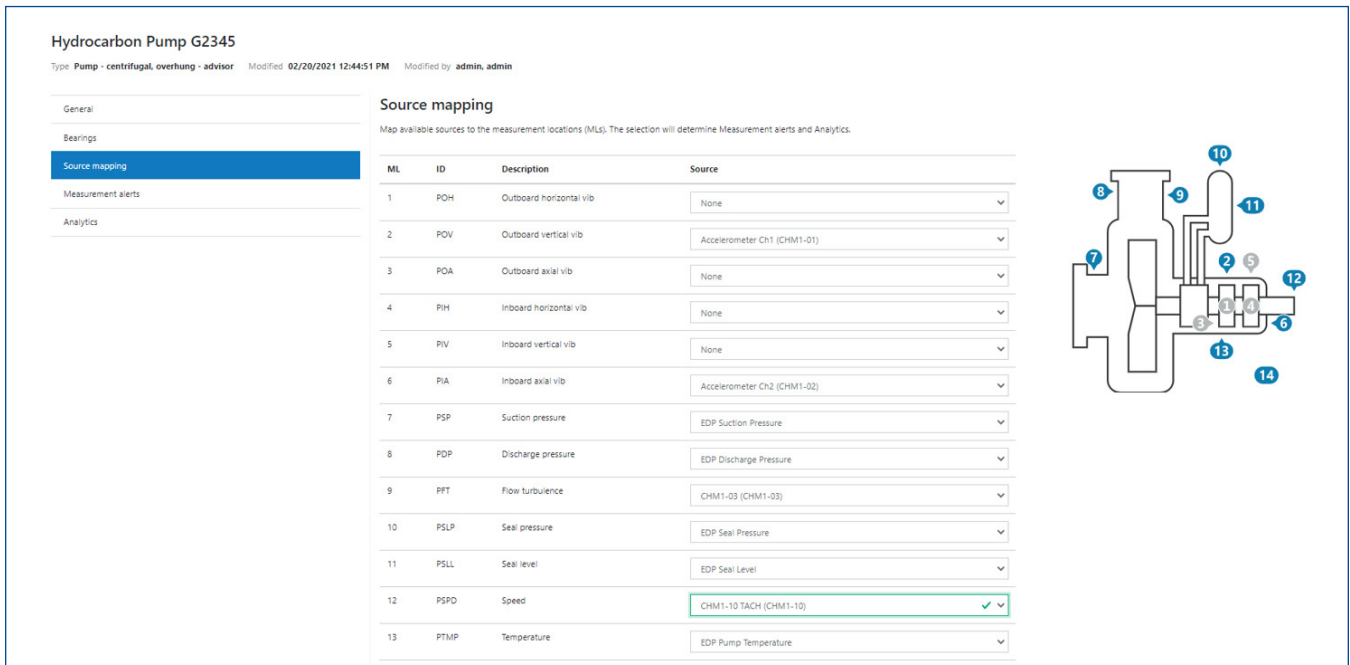 Hydrocarbon Pump G2345
Type Pump - centrifugal, overhung - advisor Modified 02/20/2021 12:44:51 PM Modified by admin, admin
General
Bearings
Source mapping
Measurement alerts
Analytics
Source mapping
Map available sources to the measurement locations (MLs). The selection will determine Measurement alerts and Analytics.
ML ID Description Source
1 POH Outboard horizontal vib None
2 POV Outboard vertical vib Accelerometer Ch1 (CHM1-01)
3 POA Outboard axial vib None
4 PIH Inboard horizontal vib None
5 PIV Inboard vertical vib None
6 PIA Inboard axial vib Accelerometer Ch2 (CHM1-02)
7 PSP Suction pressure EDP Suction Pressure
8 PDP Discharge pressure EDP Discharge Pressure
9 PFT Flow turbulence CHM1-03 (CHM1-03)
10 PSLP Seal pressure EDP Seal Pressure
11 PSLL Seal level EDP Seal Level
12 PSPD Speed CHM1-10 TACH (CHM1-10)
13 PTMP Temperature EDP Pump Temperature
10
8 9
11
7 2 5
12
1 4
3 6
13
14